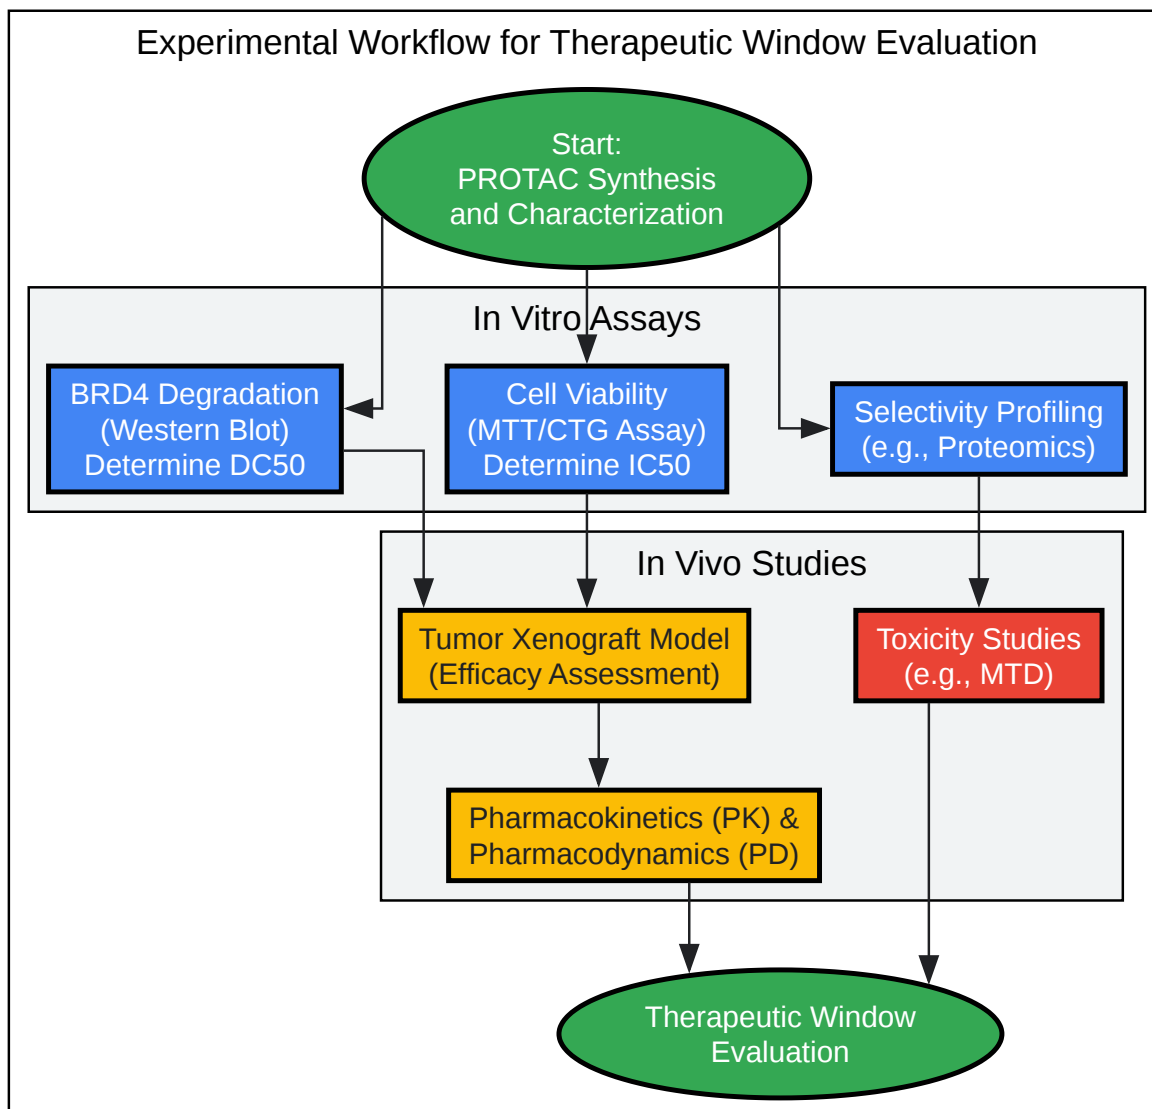 Experimental Workflow for Therapeutic Window Evaluation
Start:
PROTAC Synthesis
and Characterization
In Vitro Assays
BRD4 Degradation
(Western Blot)
Determine DC50
Cell Viability
(MTT/CTG Assay)
Determine IC50
Selectivity Profiling
(e.g., Proteomics)
In Vivo Studies
Tumor Xenograft Model
(Efficacy Assessment)
Toxicity Studies
(e.g., MTD)
Pharmacokinetics (PK) &
Pharmacodynamics (PD)
Therapeutic Window
Evaluation